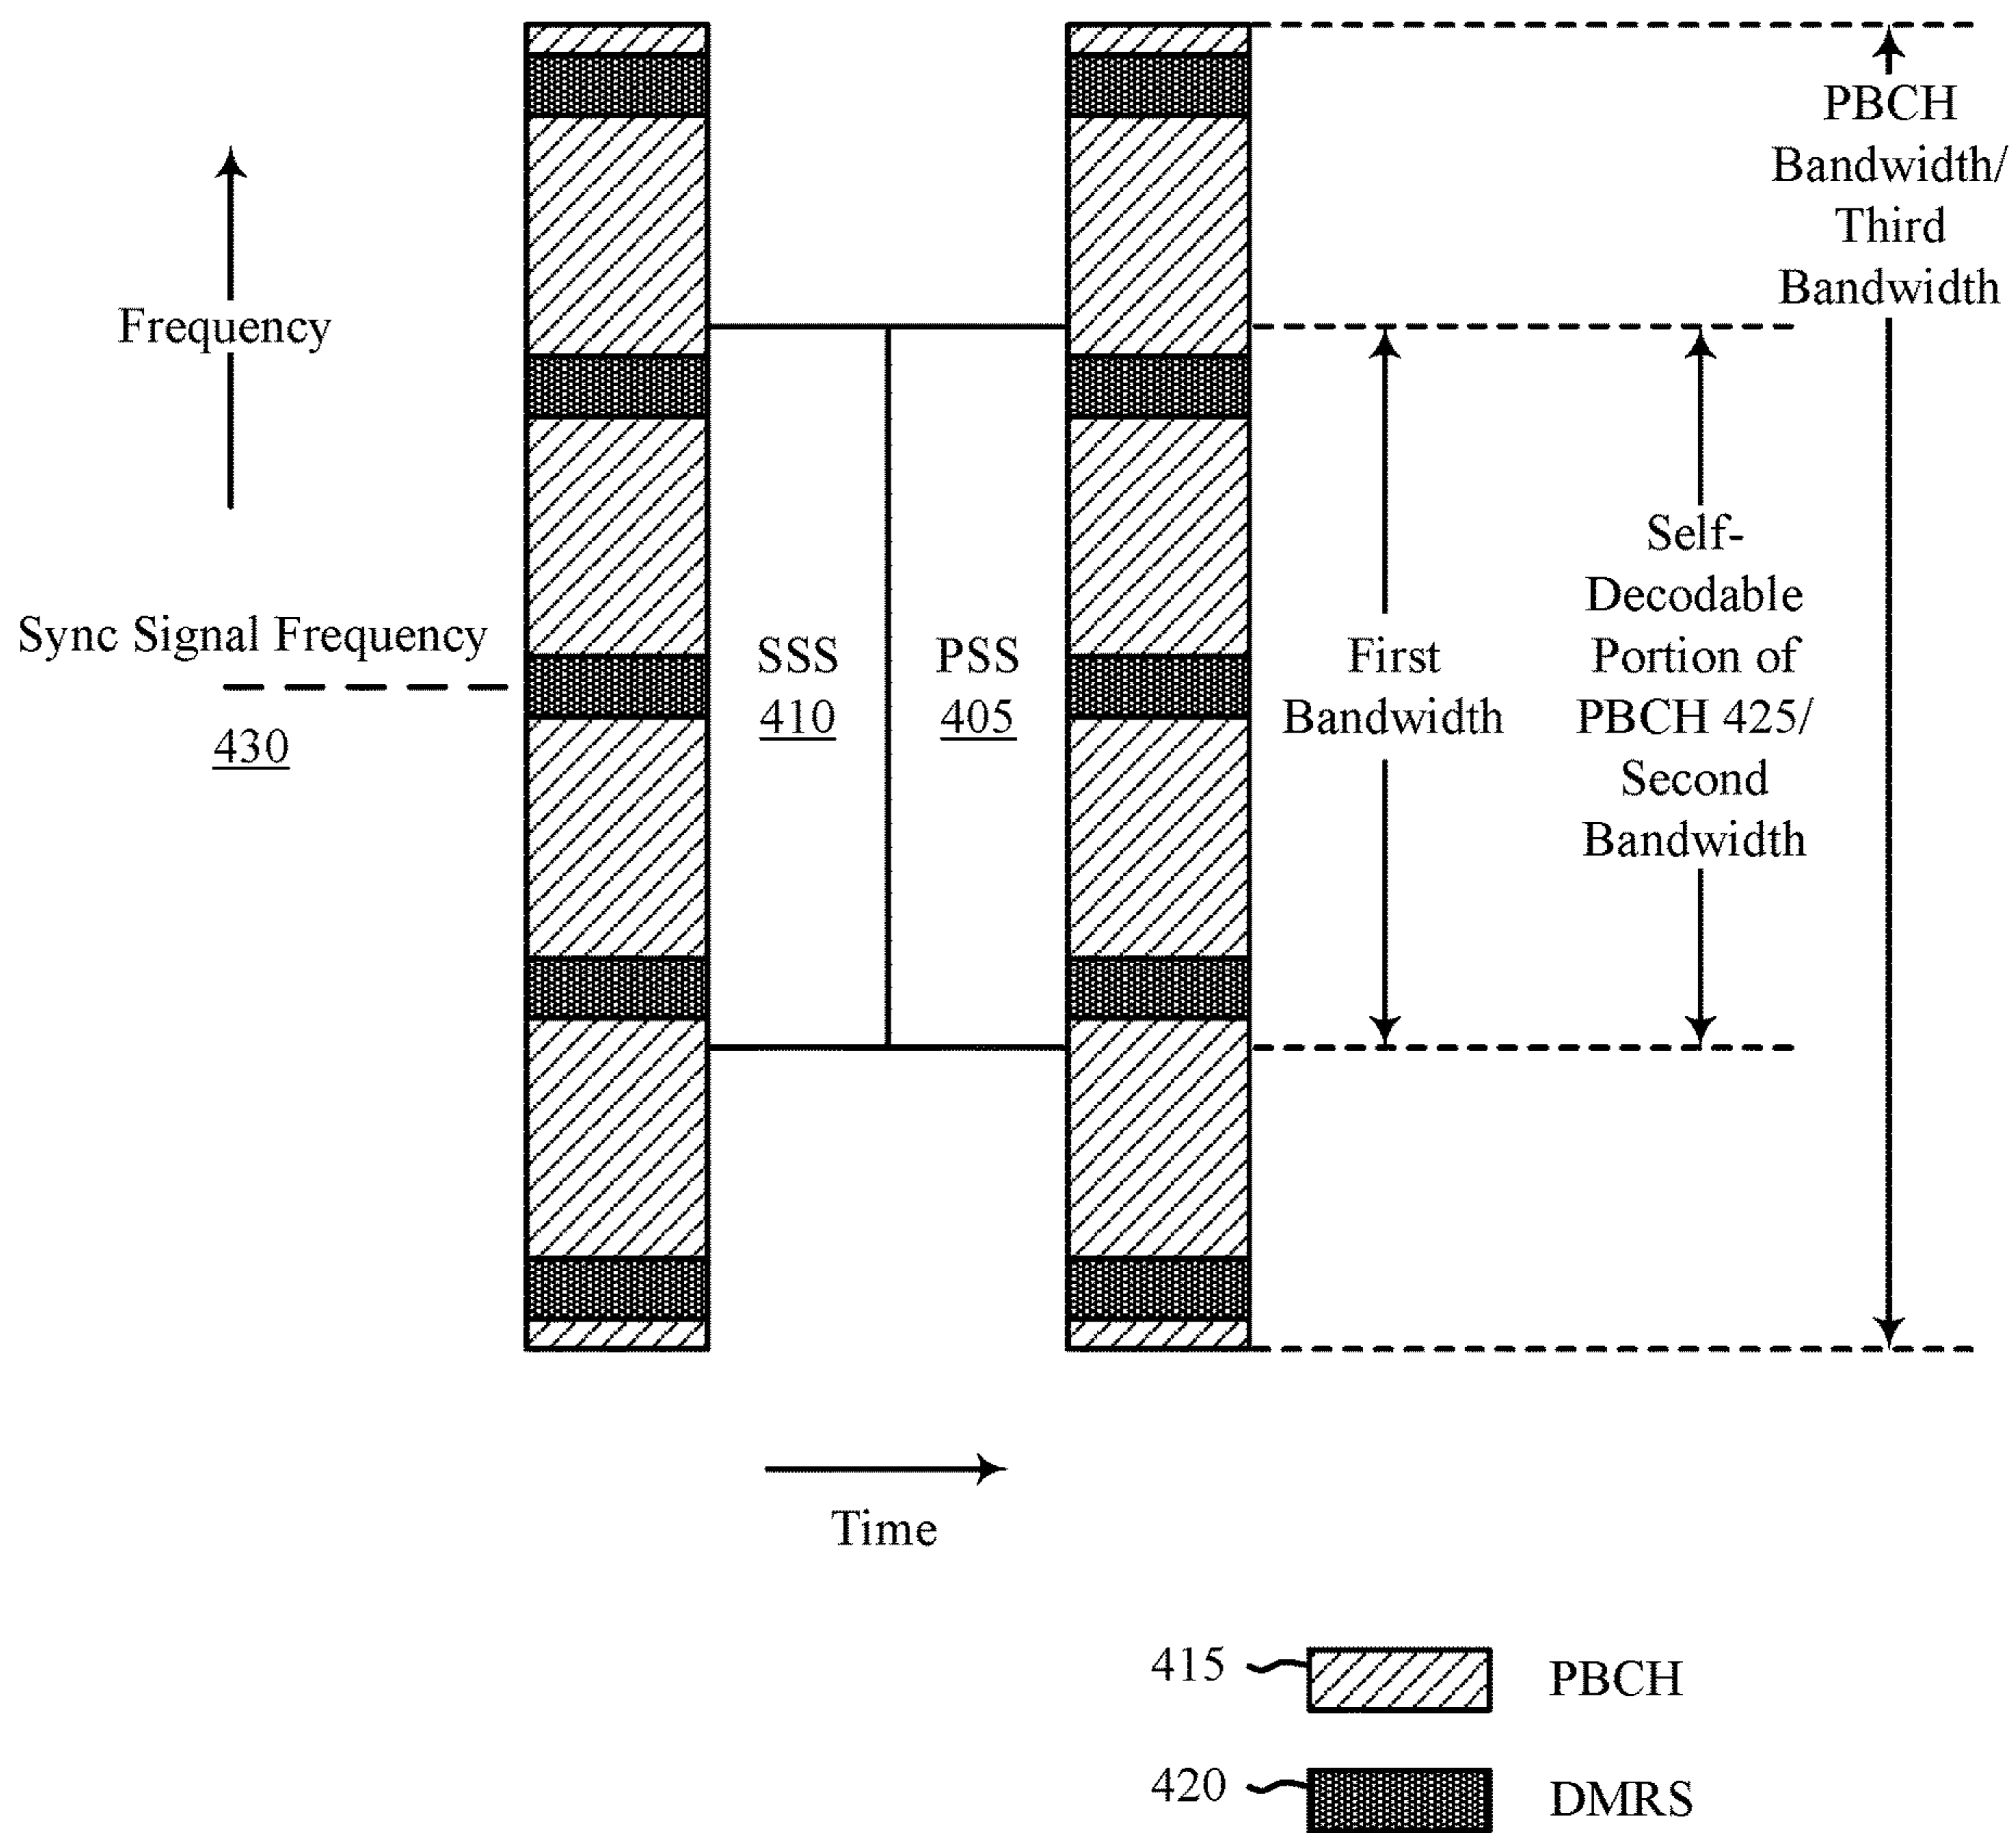 PBCH
Bandwidth/
Third
Bandwidth
Frequency
Self-
Decodable
Portion of
PBCH 425/
Second
Bandwidth
Sync Signal Frequency
430
SSS
410
PSS
405
First
Bandwidth
Time
415
PBCH
420
DMRS